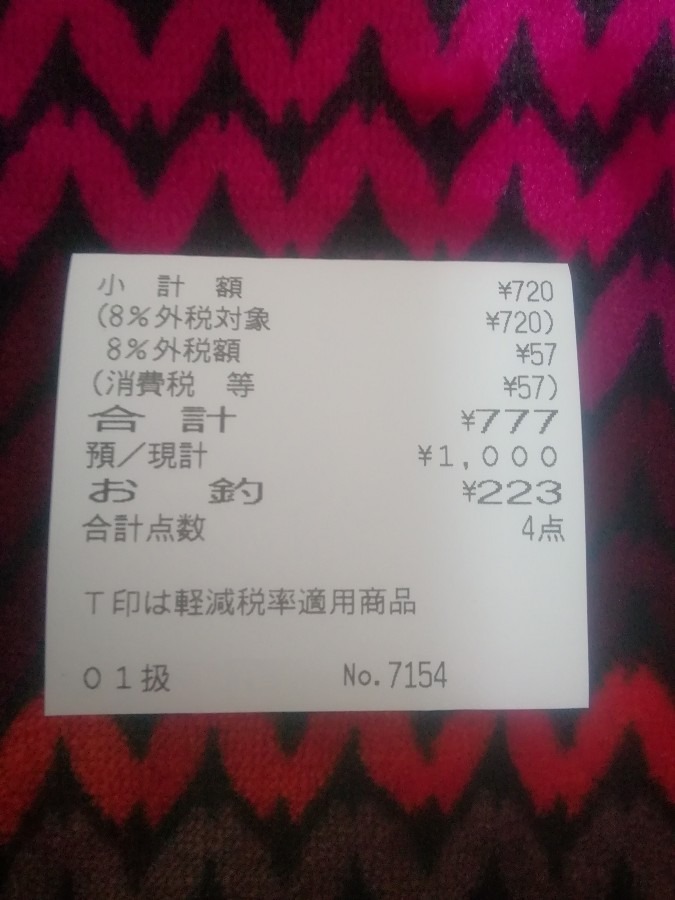 小 計 額 ¥720
(8%外税対象 ¥720)
8%外税額 ¥57
(消費税 等 ¥57)
合 計 ¥777
預/現計 ¥1,000
お 釣 ¥223
合計点数 4点
T印は軽減税率適用商品
01扱 No.7154